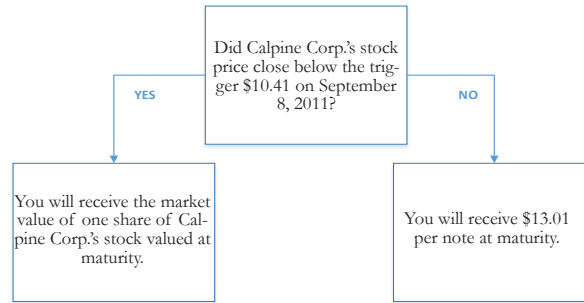 Did Calpine Corp.'s stock
price close below the trig-
ger $10.41 on September
8, 2011?
YES
NO
You will receive the market
value of one share of Cal-
pine Corp.'s stock valued at
maturity.
You will receive $13.01
per note at maturity.